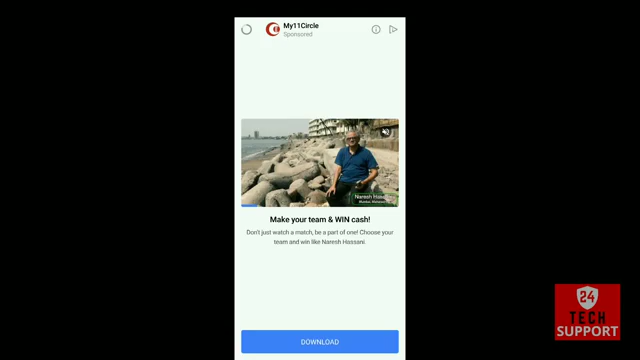 My11Circle
Sponsored
Make your team & WIN cash!
Don't just watch a match, be a part of one! Choose your
team and win like Naresh Hassani.
DOWNLOAD
24
TECH
SUPPORT